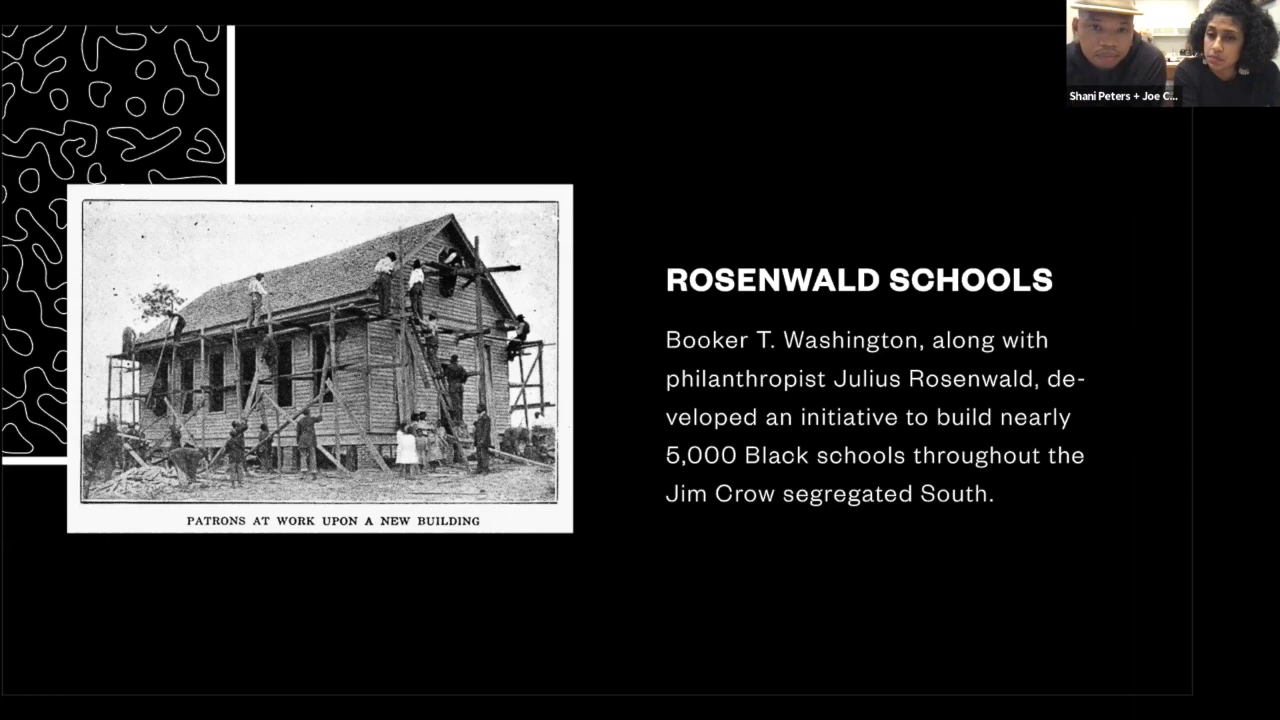 Shani Peters + Joe C...
ROSENWALD SCHOOLS
Booker T. Washington, along with
philanthropist Julius Rosenwald, de-
veloped an initiative to build nearly
5,000 Black schools throughout the
Jim Crow segregated South.
PATRONS AT WORK UPON A NEW BUILDING